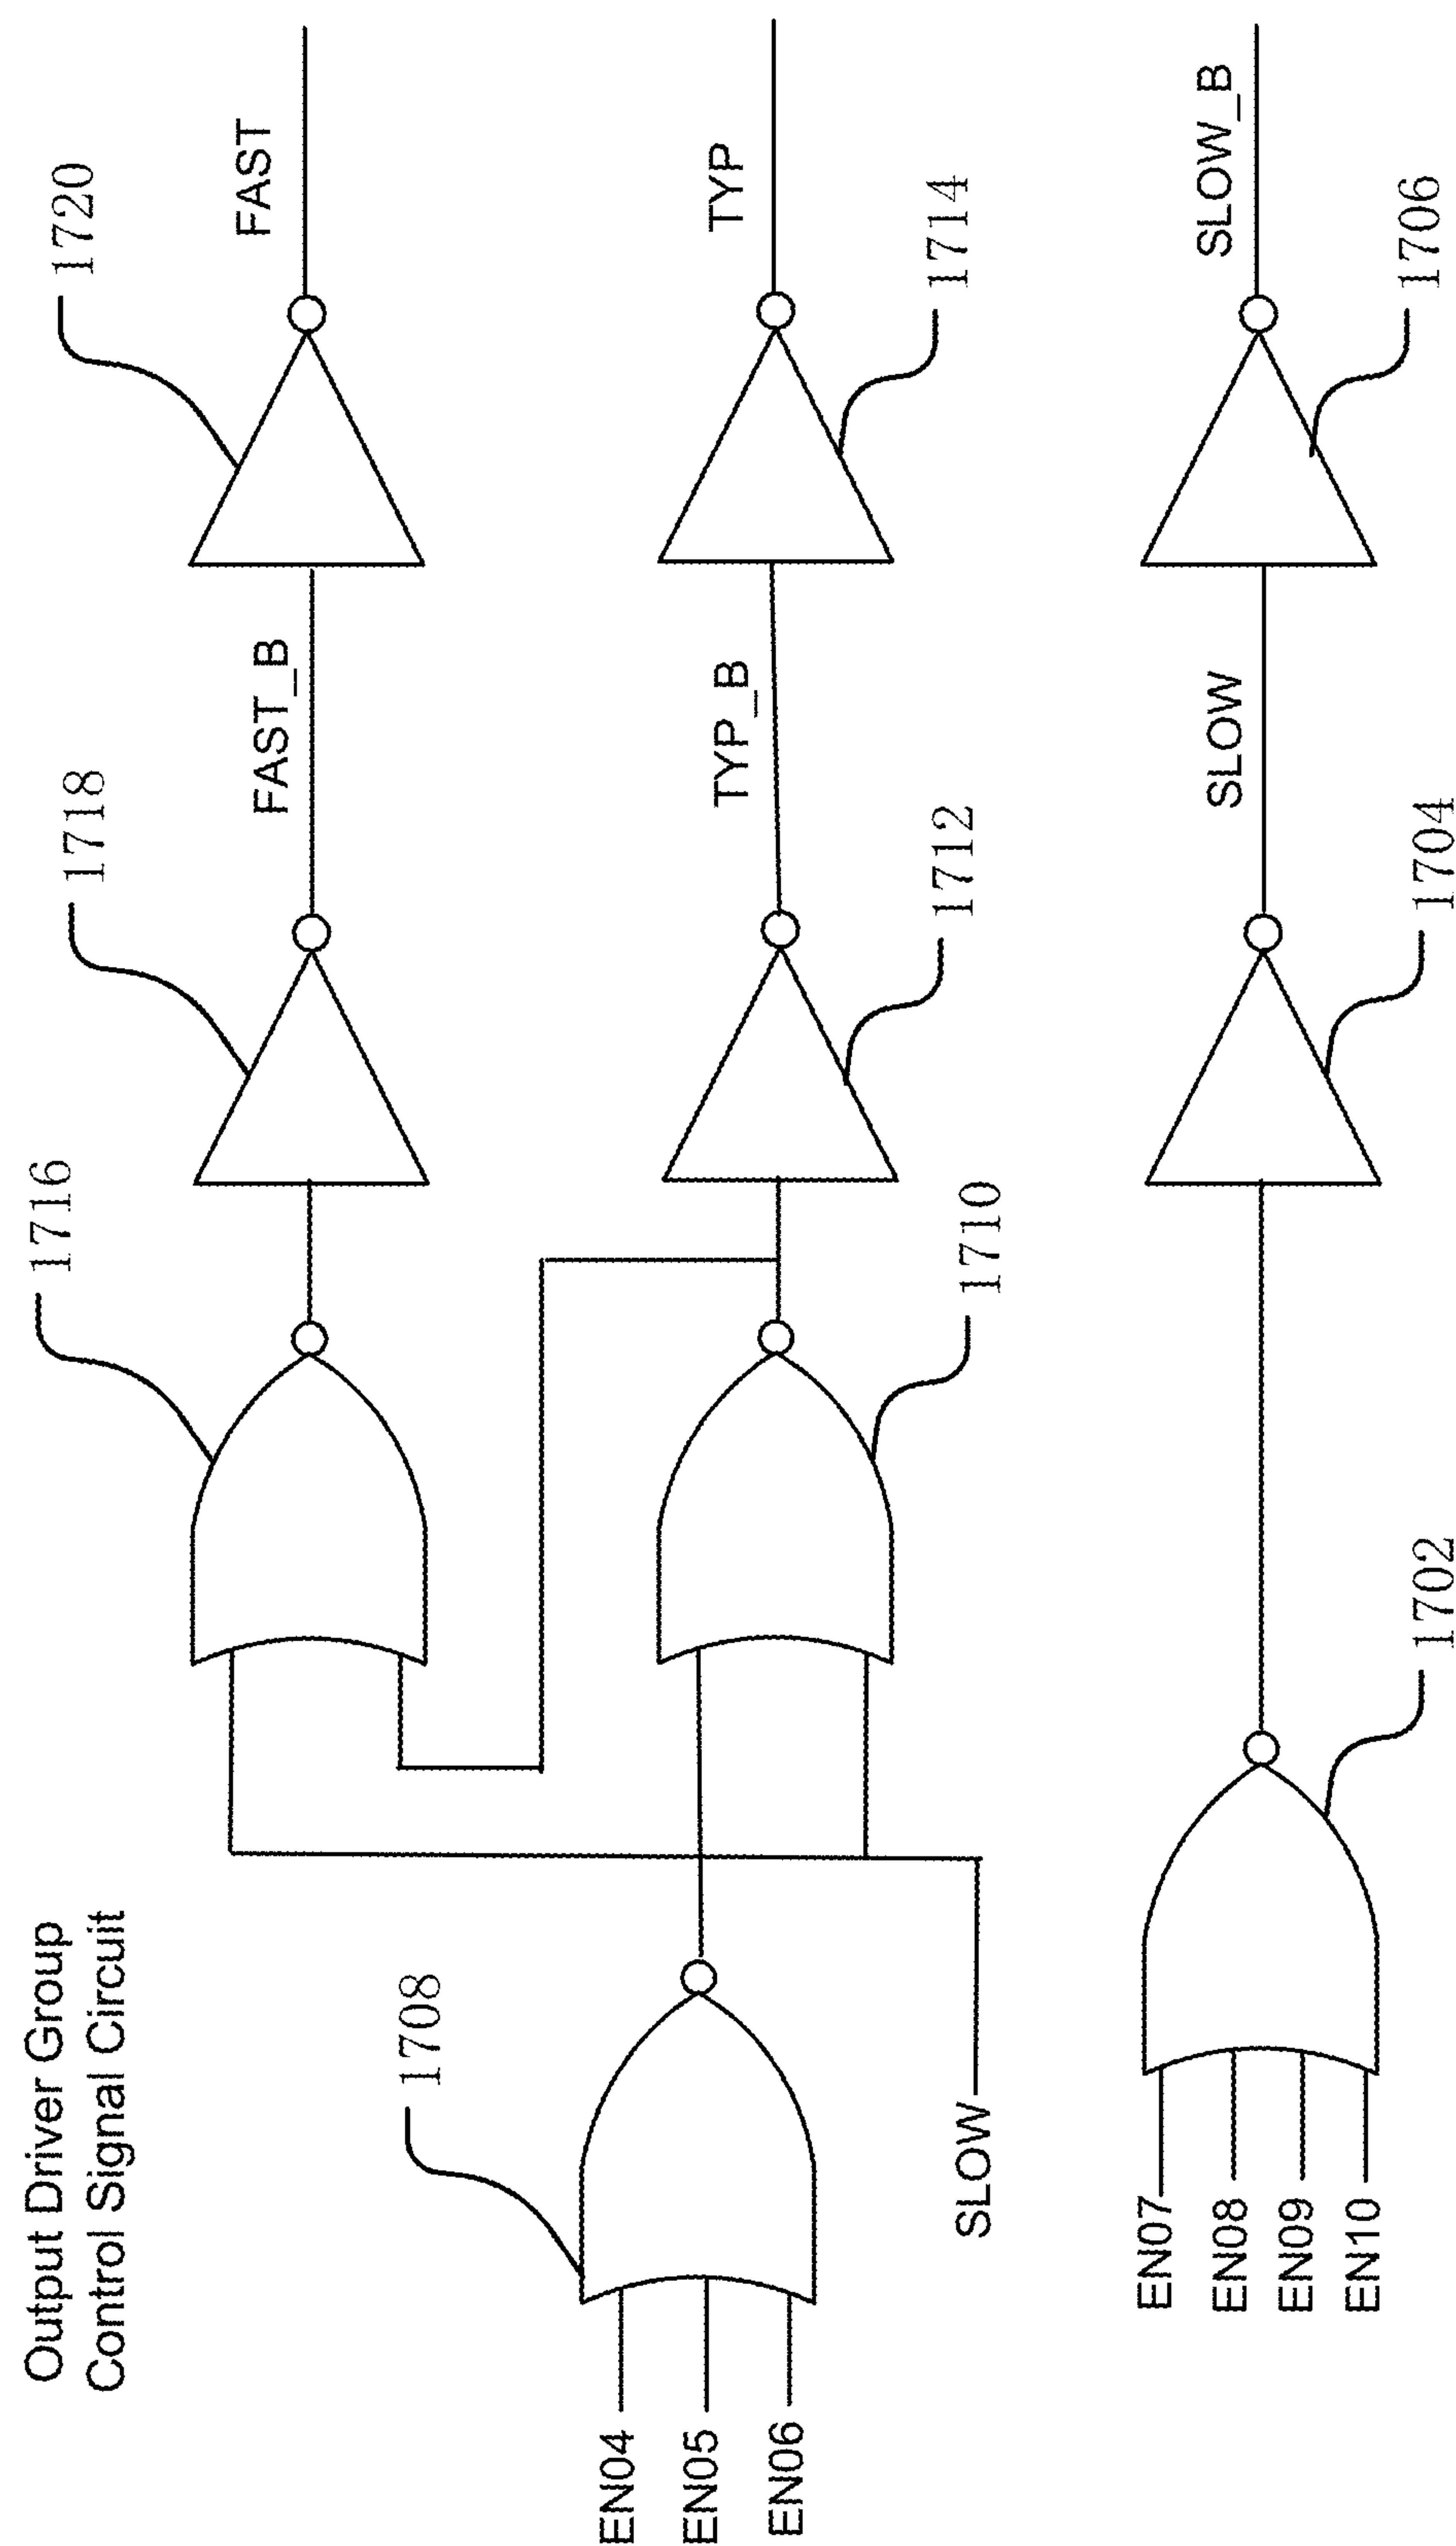 Output Driver Group
Control Signal Circuit
1716
1718
1720
FAST_B
FAST
1708
EN04
EN05
EN06
SLOW
1710
1712
TYP_B
1714
TYP
EN07
EN08
EN09
EN10
1702
1704
SLOW
1706
SLOW_B